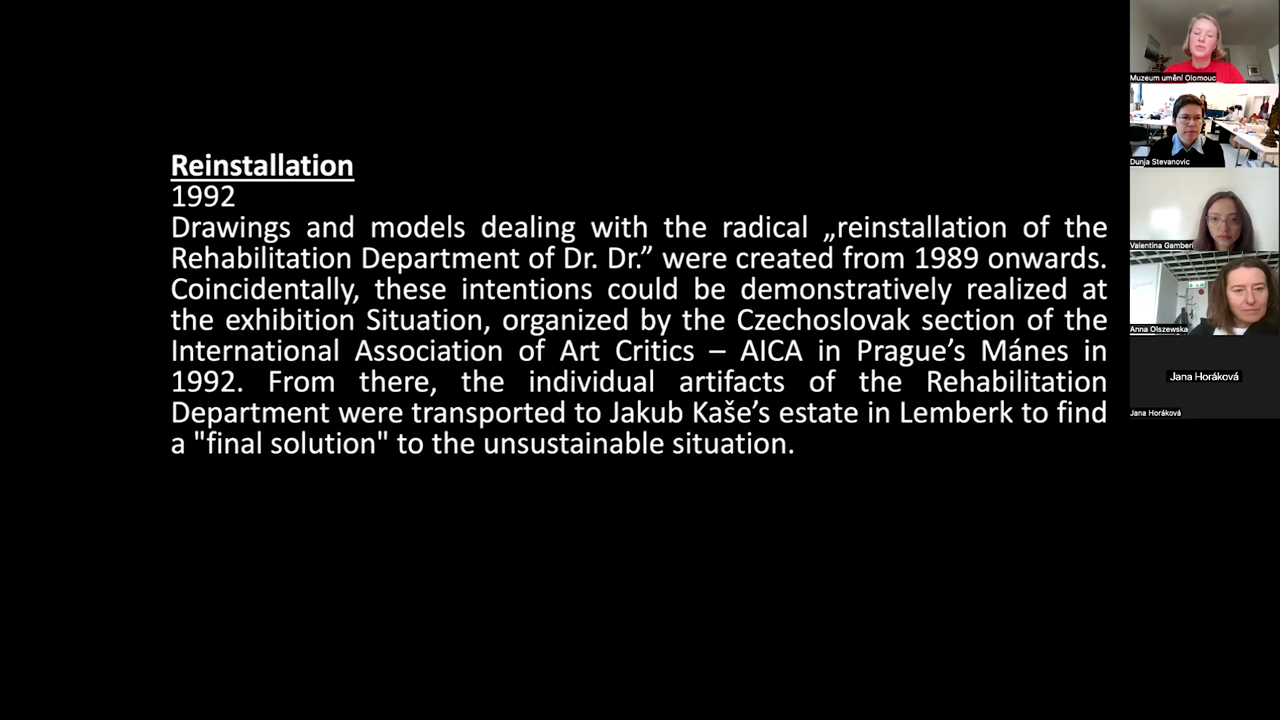 Reinstallation
1992
Drawings and models dealing with the radical „reinstallation of the
Rehabilitation Department of Dr. Dr.” were created from 1989 onwards.
Coincidentally, these intentions could be demonstratively realized at
the exhibition Situation, organized by the Czechoslovak section of the
International Association of Art Critics – AICA in Prague’s Mánes in
1992. From there, the individual artifacts of the Rehabilitation
Department were transported to Jakub Kaše’s estate in Lemberk to find
a "final solution" to the unsustainable situation.
Muzeum umění Olomouc
Dunja Stevanovic
Valentina Gamberi
Anna Olszewska
Jana Horáková
Jana Horáková